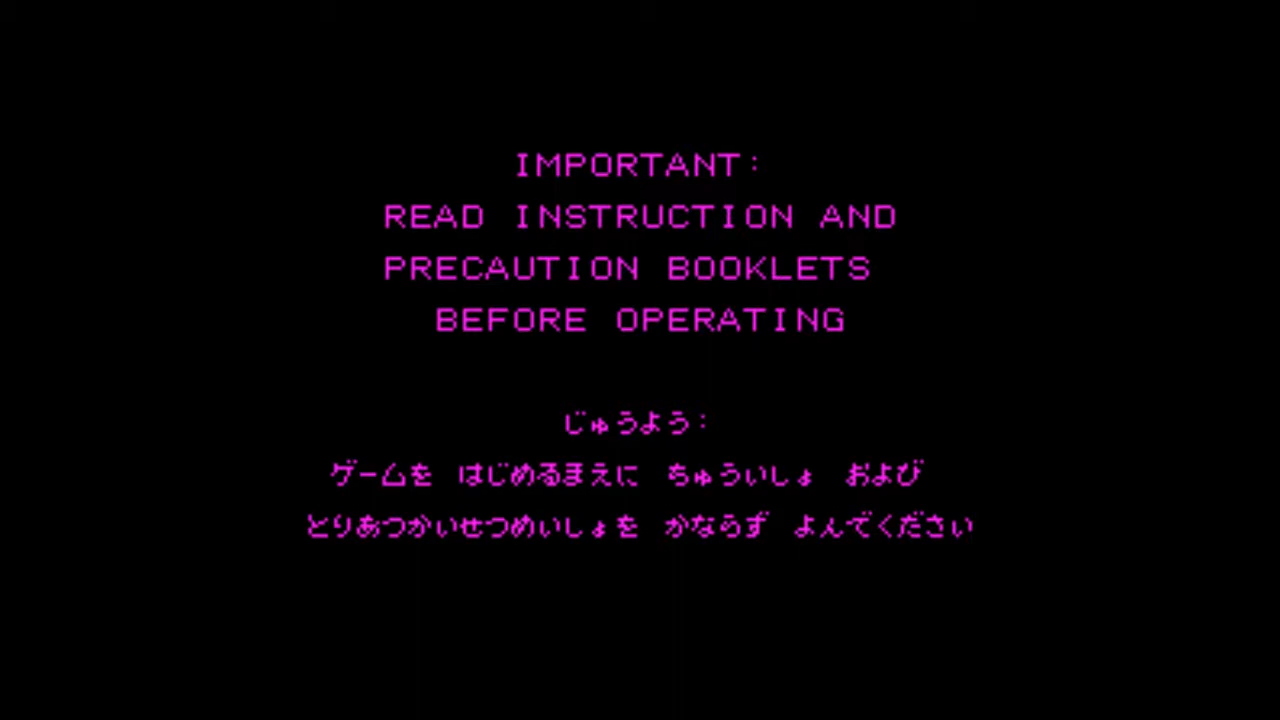 IMPORTANT:
READ INSTRUCTION AND
PRECAUTION BOOKLETS
BEFORE OPERATING
じゅうよう:
ゲームを はじめるまえに ちゅういしょ および
とりあつかいせつめいしょを かならず よんでください